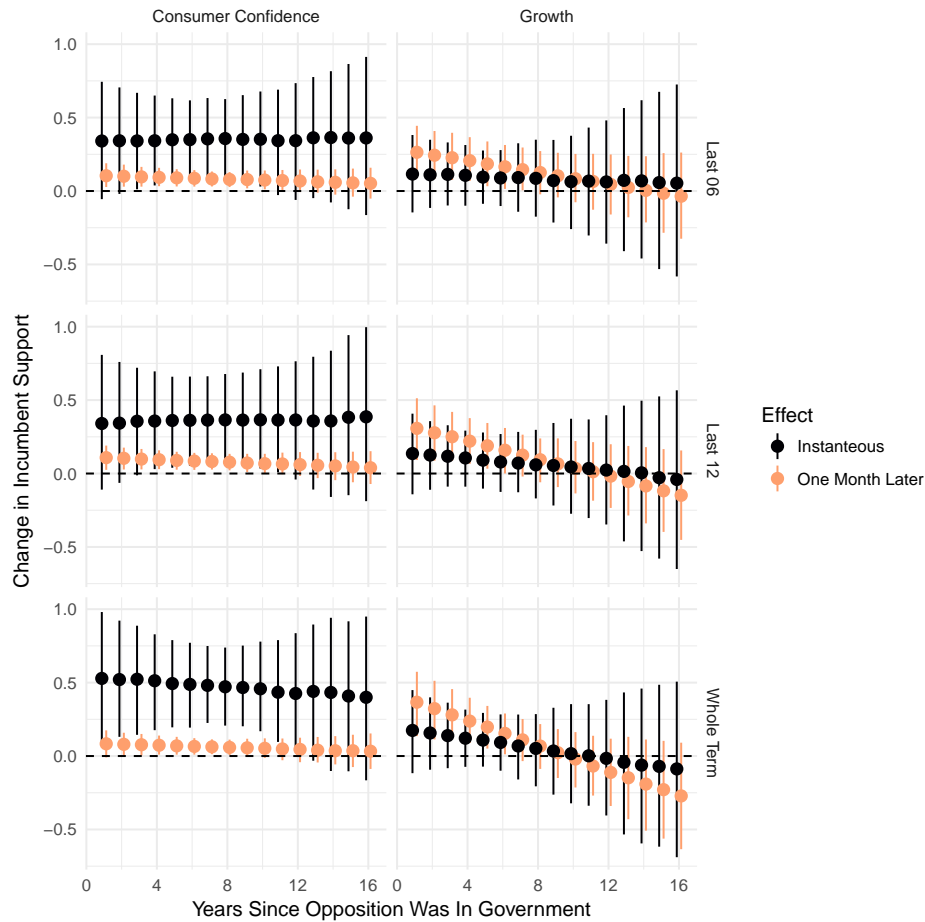 Consumer Confidence
Growth
1.0
0.5
0.0
−0.5
Last 06
1.0
0.5
0.0
−0.5
Last 12
1.0
0.5
0.0
−0.5
Whole Term
Change in Incumbent Support
0 4 8 12 16
0 4 8 12 16
Years Since Opposition Was In Government
Effect
Instanteous
One Month Later